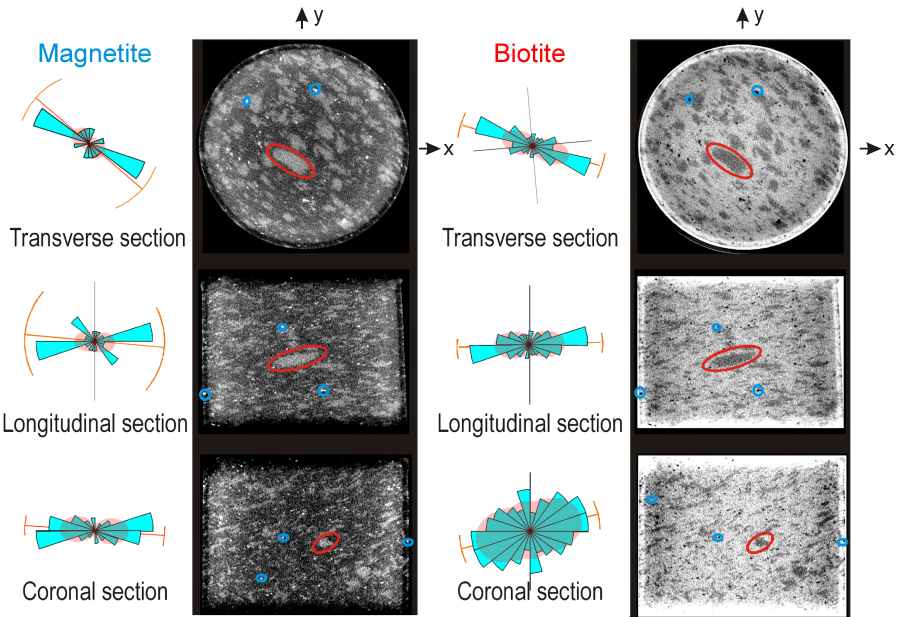 y
y
Magnetite
Biotite
x
x
Transverse section
Transverse section
Longitudinal section
Longitudinal section
Coronal section
Coronal section